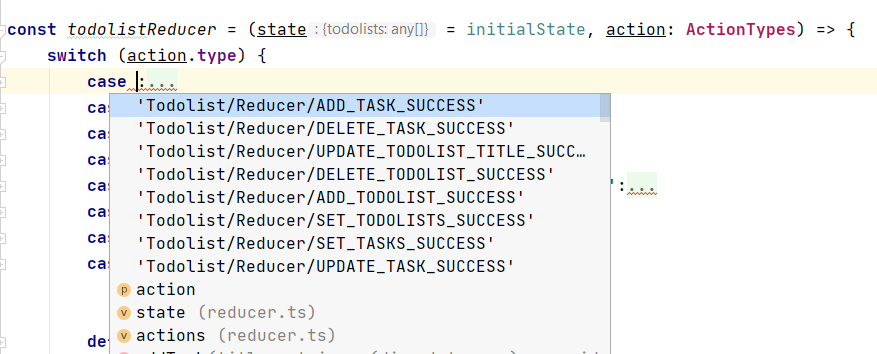 const todolistReducer = (state : {todolists: any[]} = initialState, action: ActionTypes) => {
switch (action.type) {
case :...
'Todolist/Reducer/ADD_TASK_SUCCESS'
cas 'Todolist/Reducer/DELETE_TASK_SUCCESS'
cas 'Todolist/Reducer/UPDATE_TODOLIST_TITLE_SUCC…
cas 'Todolist/Reducer/DELETE_TODOLIST_SUCCESS'
cas ':...
'Todolist/Reducer/ADD_TODOLIST_SUCCESS'
cas 'Todolist/Reducer/SET_TODOLISTS_SUCCESS'
cas 'Todolist/Reducer/SET_TASKS_SUCCESS'
cas 'Todolist/Reducer/UPDATE_TASK_SUCCESS'
p action
v state (reducer.ts)
v actions (reducer.ts)
de